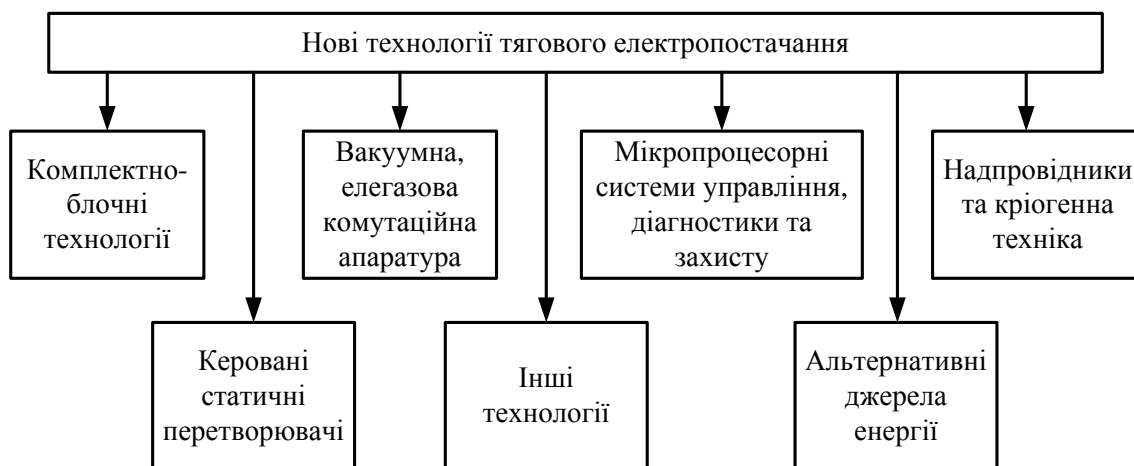 Нові технології тягового електропостачання
Комплектно-
блочні
технології
Вакуумна,
елегазова
комутаційна
апаратура
Мікропроцесорні
системи управління,
діагностики та
захисту
Надпровідники
та кріогенна
техніка
Керовані
статичні
перетворювачі
Інші
технології
Альтернативні
джерела
енергії